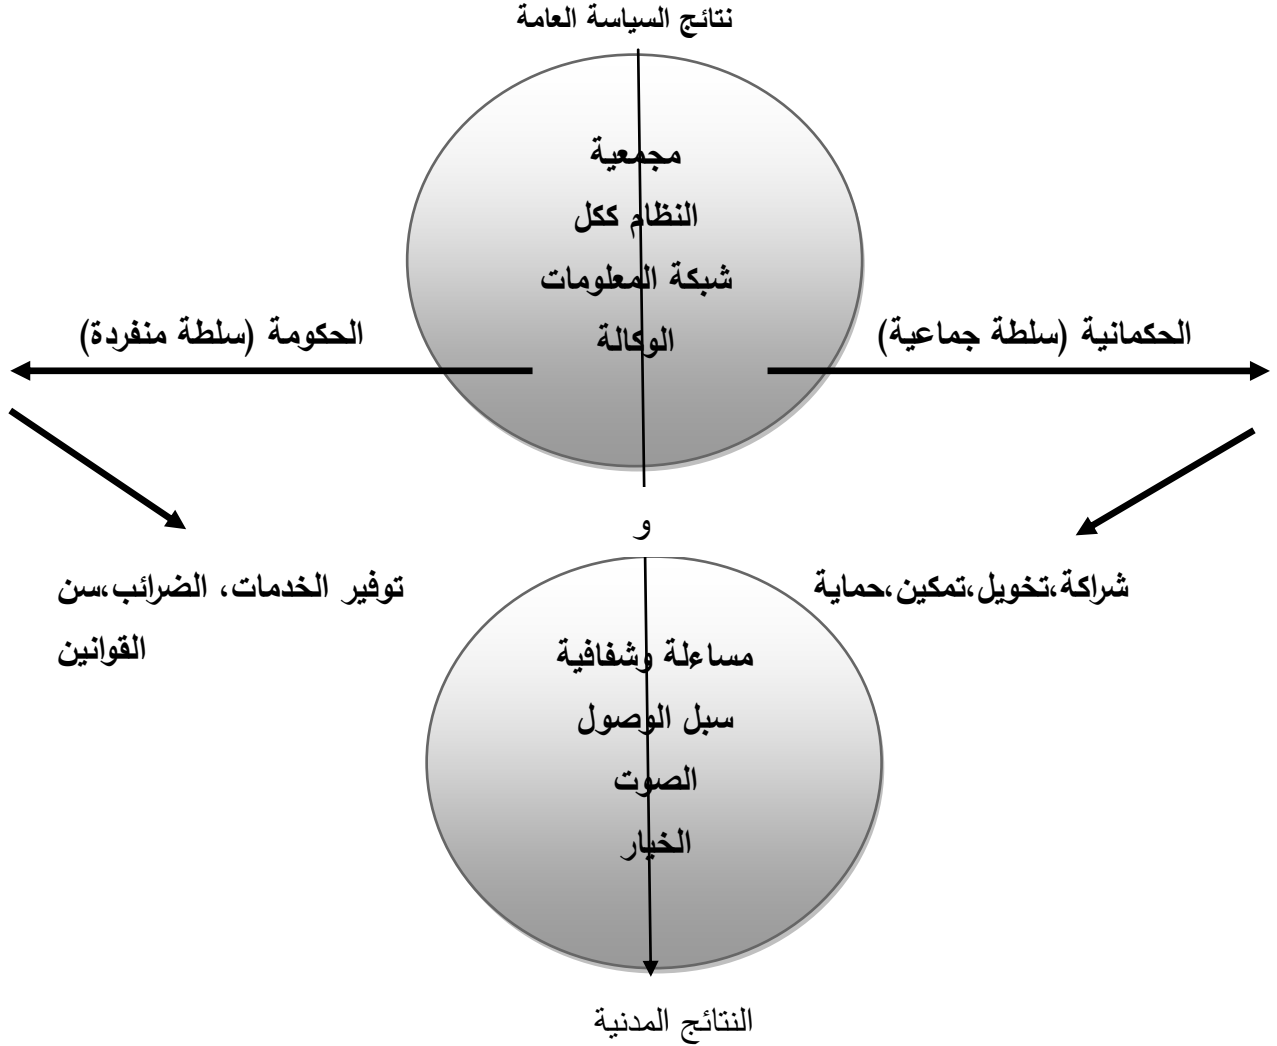 نتائج السياسة العامة
مجمعية
النظام ككل
شبكة المعلومات
الوكالة
الحكمانية (سلطة جماعية)
الحكومة (سلطة منفردة)
و
شراكة،تخويل،تمكين،حماية
توفير الخدمات، الضرائب،سن
القوانين
مساءلة وشفافية
سبل الوصول
الصوت
الخيار
النتائج المدنية